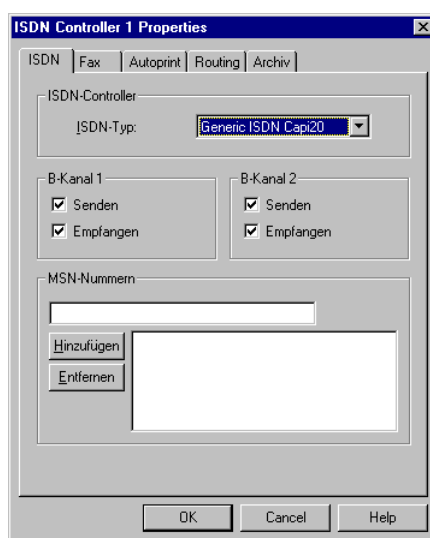 ISDN Controller 1 Properties
ISDN Fax Autoprint Routing Archiv
ISDN-Controller
ISDN-Typ: Generic ISDN Capi20
B-Kanal 1 B-Kanal 2
Senden Senden
Empfangen Empfangen
MSN-Nummern
Hinzufügen
Entfernen
OK Cancel Help